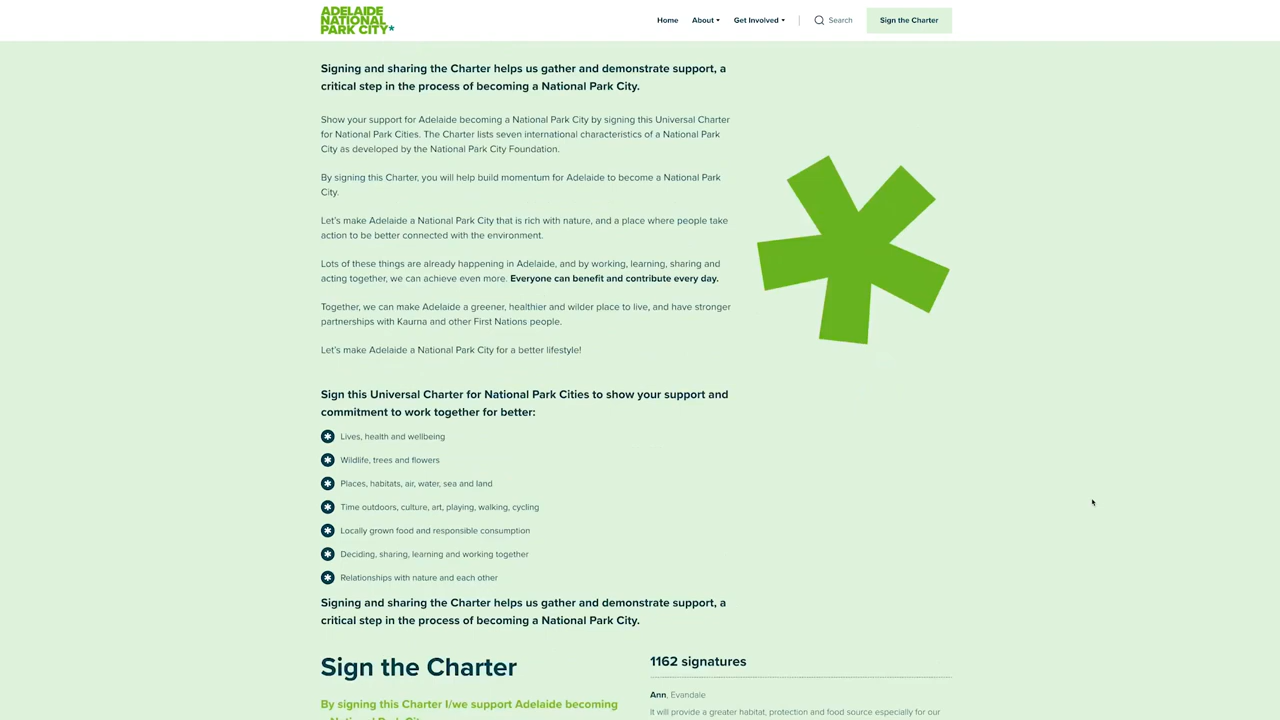 ADELAIDE
NATIONAL
PARK CITY*
Home About Get Involved Search Sign the Charter
Signing and sharing the Charter helps us gather and demonstrate support, a
critical step in the process of becoming a National Park City.
Show your support for Adelaide becoming a National Park City by signing this Universal Charter
for National Park Cities. The Charter lists seven international characteristics of a National Park
City as developed by the National Park City Foundation.
By signing this Charter, you will help build momentum for Adelaide to become a National Park
City.
Let's make Adelaide a National Park City that is rich with nature, and a place where people take
action to be better connected with the environment.
Lots of these things are already happening in Adelaide, and by working, learning, sharing and
acting together, we can achieve even more. Everyone can benefit and contribute every day.
Together, we can make Adelaide a greener, healthier and wilder place to live, and have stronger
partnerships with Kaurna and other First Nations people.
Let's make Adelaide a National Park City for a better lifestyle!
Sign this Universal Charter for National Park Cities to show your support and
commitment to work together for better:
Lives, health and wellbeing
Wildlife, trees and flowers
Places, habitats, air, water, sea and land
Time outdoors, culture, art, playing, walking, cycling
Locally grown food and responsible consumption
Deciding, sharing, learning and working together
Relationships with nature and each other
Signing and sharing the Charter helps us gather and demonstrate support, a
critical step in the process of becoming a National Park City.
Sign the Charter
By signing this Charter I/we support Adelaide becoming
a National Park City
1162 signatures
Ann, Evandale
It will provide a greater habitat, protection and food source especially for our